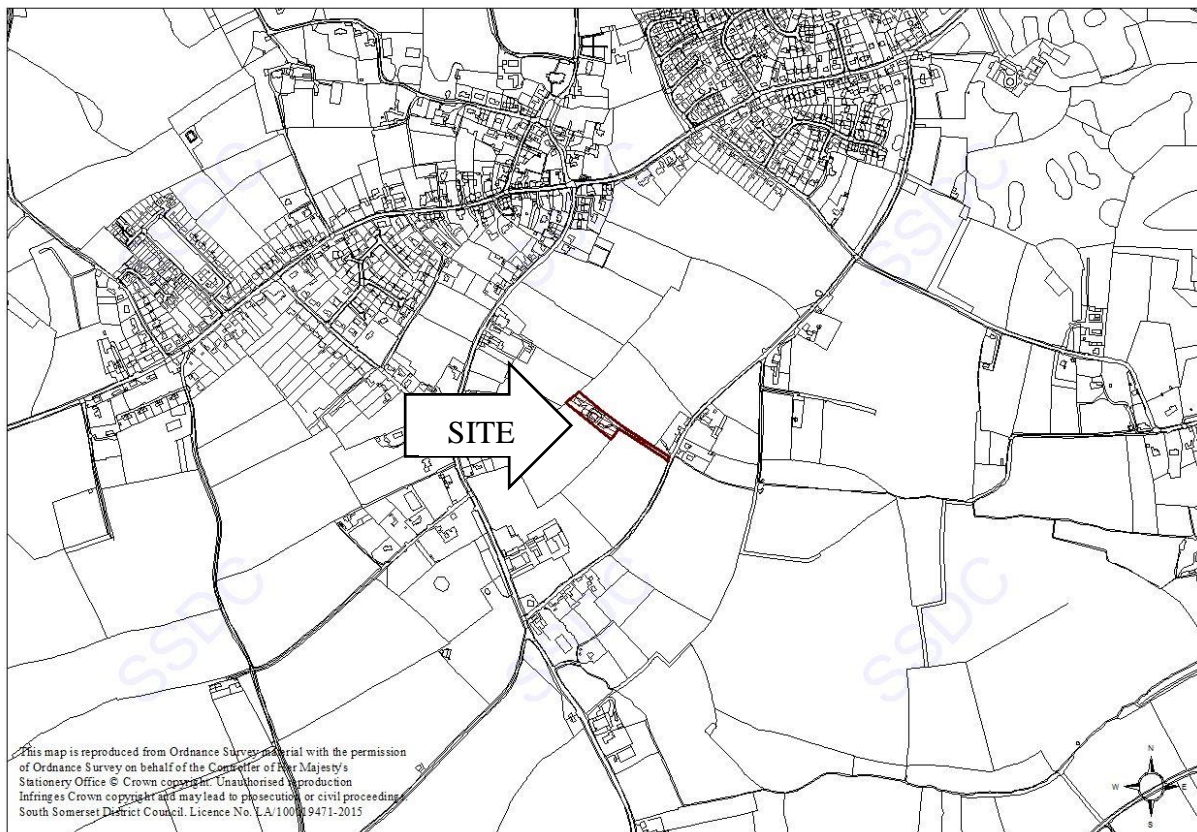 SSDC
SSDC
SSDC
SITE
SSDC
SSDC
SSDC
This map is reproduced from Ordnance Survey material with the permission
of Ordnance Survey on behalf of the Controller of Her Majesty's
Stationery Office © Crown copyright. Unauthorised reproduction
Infringes Crown copyright and may lead to prosecution or civil proceedings.
South Somerset District Council. Licence No. LA/100019471-2015
N
W E
S